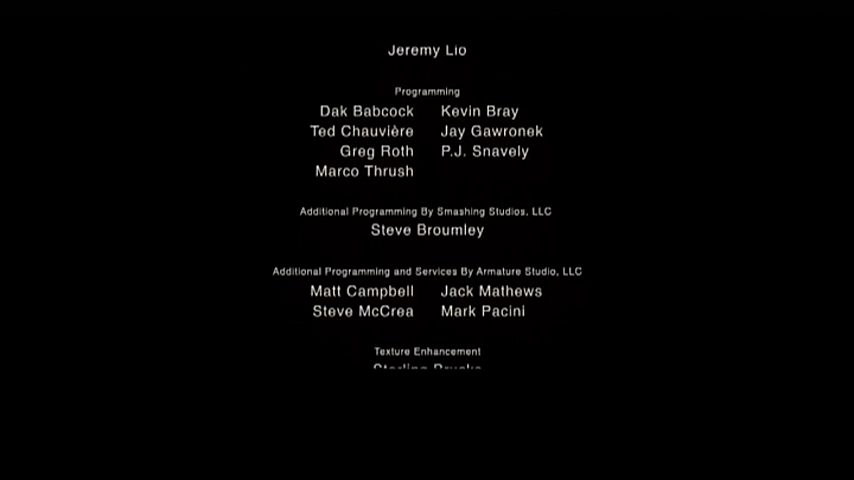 Jeremy Lio
Programming
Dak Babcock Kevin Bray
Ted Chauvière Jay Gawronek
Greg Roth P.J. Snavely
Marco Thrush
Additional Programming By Smashing Studios, LLC
Steve Broumley
Additional Programming and Services By Armature Studio, LLC
Matt Campbell Jack Mathews
Steve McCrea Mark Pacini
Texture Enhancement